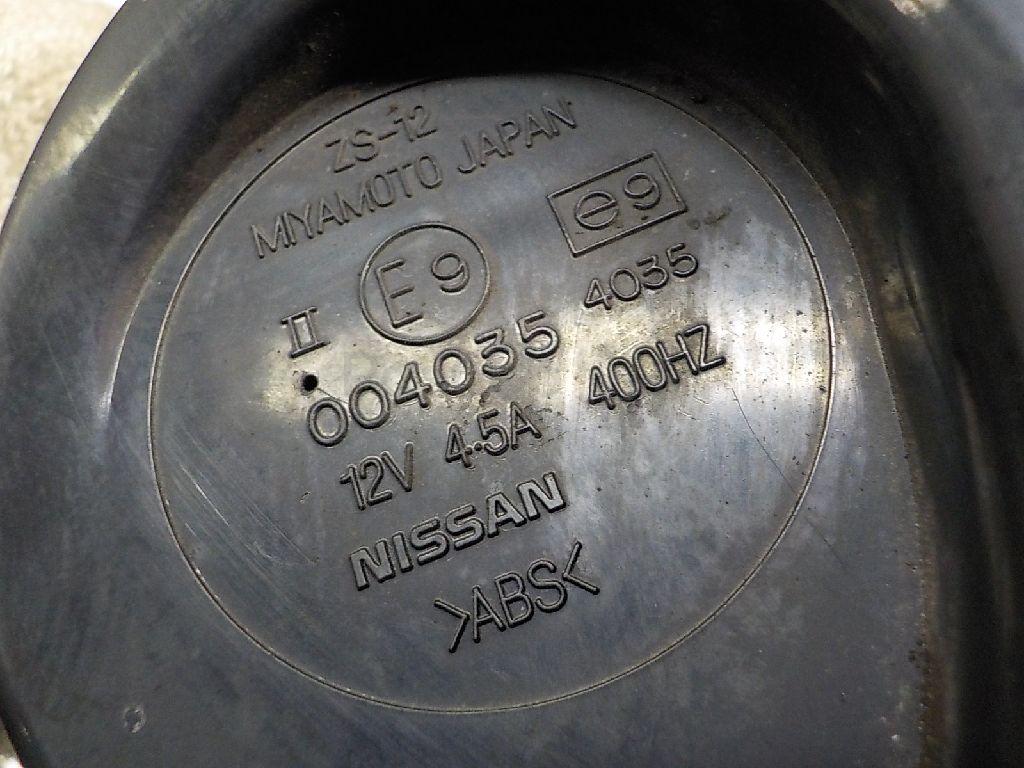 ZS-12
MIYAMOTO JAPAN
II E9 e9
004035 4035
12V 4.5A 400HZ
NISSAN
>ABS<